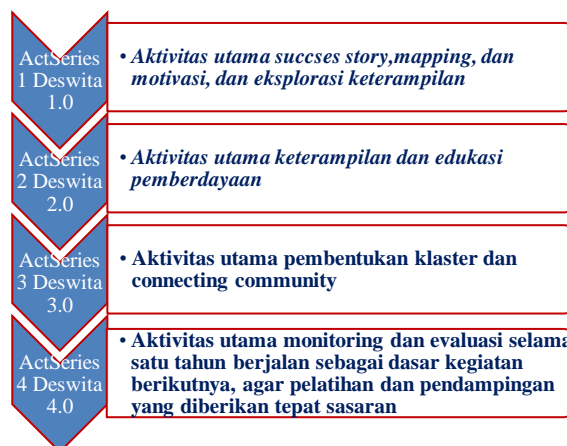 ActSeries
1 Deswita
1.0
• Aktivitas utama succses story,mapping, dan
motivasi, dan eksplorasi keterampilan
ActSeries
2 Deswita
2.0
• Aktivitas utama keterampilan dan edukasi
pemberdayaan
ActSeries
3 Deswita
3.0
• Aktivitas utama pembentukan klaster dan
connecting community
ActSeries
4 Deswita
4.0
• Aktivitas utama monitoring dan evaluasi selama
satu tahun berjalan sebagai dasar kegiatan
berikutnya, agar pelatihan dan pendampingan
yang diberikan tepat sasaran